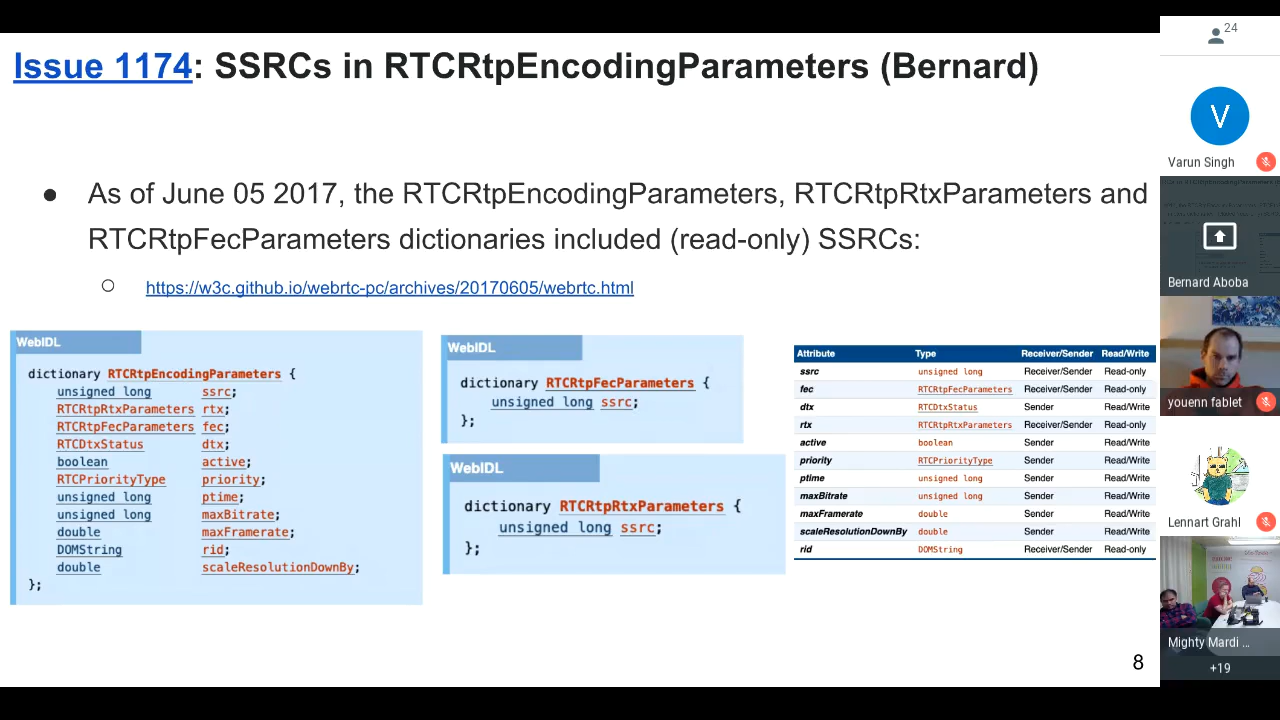 Issue 1174: SSRCs in RTCRtpEncodingParameters (Bernard)
● As of June 05 2017, the RTCRtpEncodingParameters, RTCRtpRtxParameters and
RTCRtpFecParameters dictionaries included (read-only) SSRCs:
○ https://w3c.github.io/webrtc-pc/archives/20170605/webrtc.html
WebIDL
dictionary RTCRtpEncodingParameters {
unsigned long ssrc;
RTCRtpRtxParameters rtx;
RTCRtpFecParameters fec;
RTCDtxStatus dtx;
boolean active;
RTCPriorityType priority;
unsigned long ptime;
unsigned long maxBitrate;
double maxFramerate;
DOMString rid;
double scaleResolutionDownBy;
};
WebIDL
dictionary RTCRtpFecParameters {
unsigned long ssrc;
};
WebIDL
dictionary RTCRtpRtxParameters {
unsigned long ssrc;
};
Attribute Type Receiver/Sender Read/Write
ssrc unsigned long Receiver/Sender Read-only
fec RTCRtpFecParameters Receiver/Sender Read-only
dtx RTCDtxStatus Sender Read/Write
rtx RTCRtpRtxParameters Receiver/Sender Read-only
active boolean Sender Read/Write
priority RTCPriorityType Sender Read/Write
ptime unsigned long Sender Read/Write
maxBitrate unsigned long Sender Read/Write
maxFramerate double Sender Read/Write
scaleResolutionDownBy double Sender Read/Write
rid DOMString Receiver/Sender Read-only
8
24
V
Varun Singh
Bernard Aboba
youenn fablet
Lennart Grahl
Mighty Mardi ...
+19